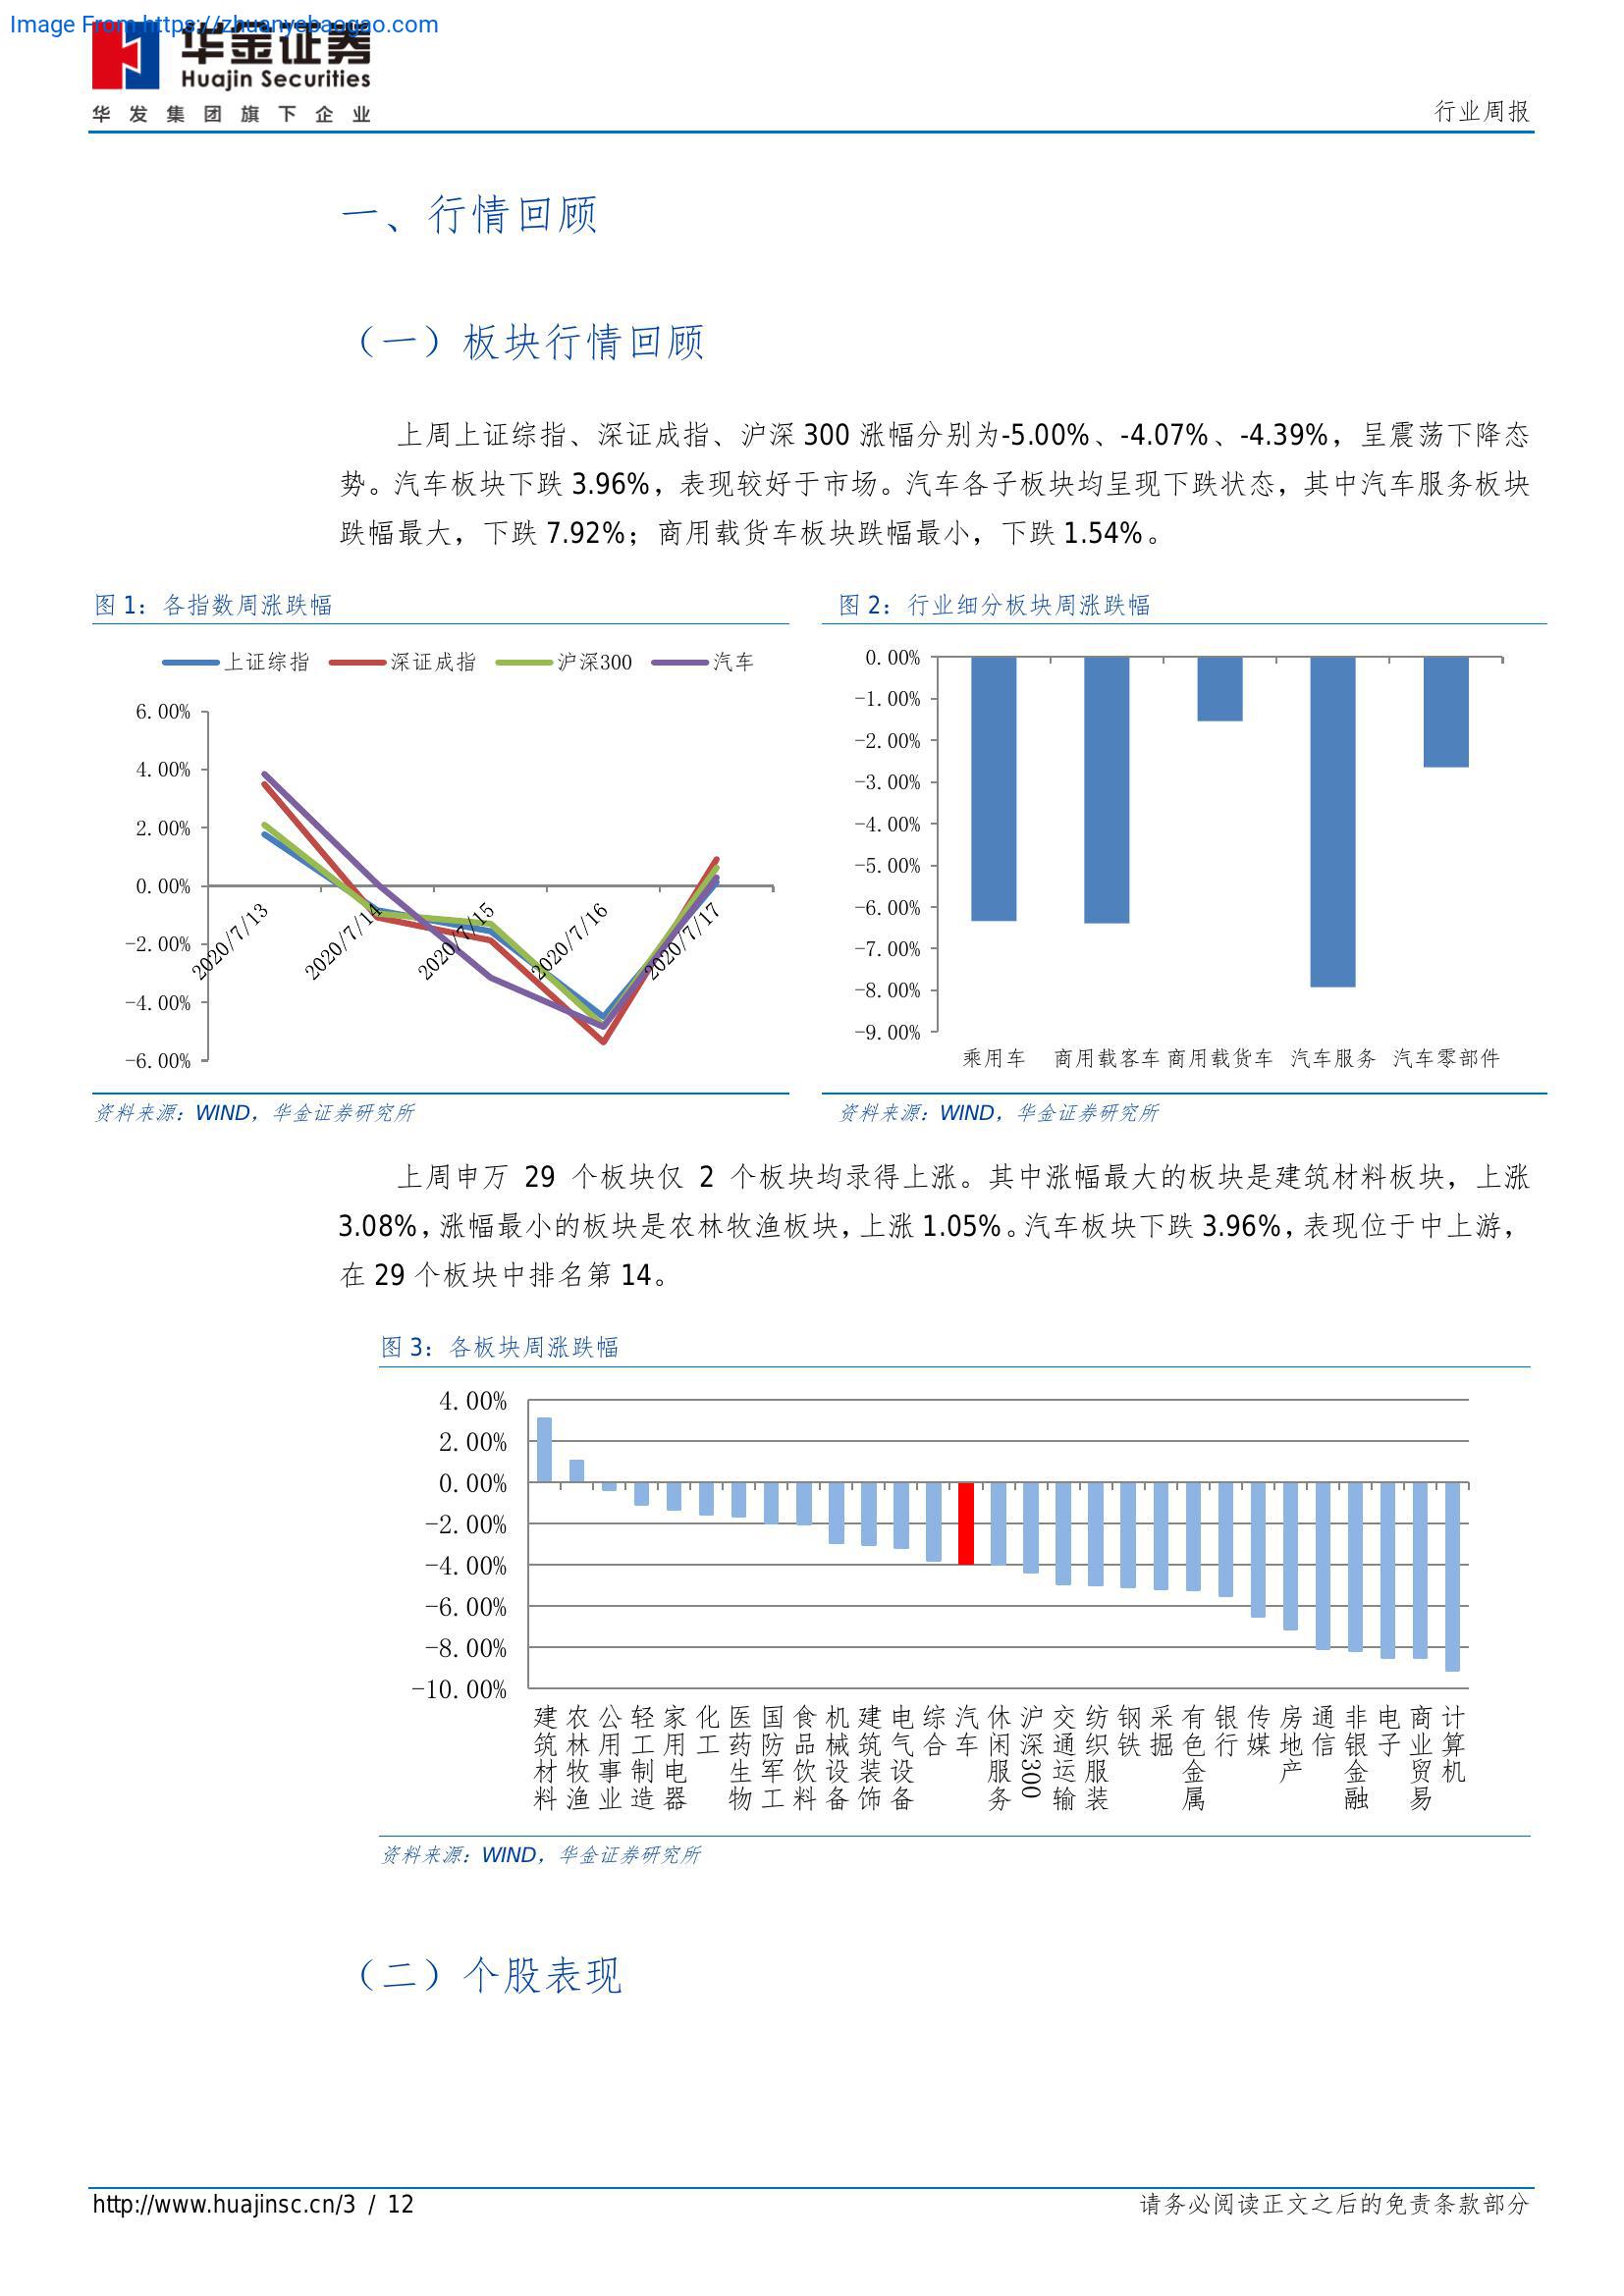 Image From https://zhuanyebaogao.com
华金证券
Huajin Securities
华发集团旗下企业
行业周报
一、行情回顾
（一）板块行情回顾
上周上证综指、深证成指、沪深 300 涨幅分别为-5.00%、-4.07%、-4.39%，呈震荡下降态
势。汽车板块下跌 3.96%，表现较好于市场。汽车各子板块均呈现下跌状态，其中汽车服务板块
跌幅最大，下跌 7.92%；商用载货车板块跌幅最小，下跌 1.54%。
图 1：各指数周涨跌幅
上证综指 深证成指 沪深300 汽车
6.00%
4.00%
2.00%
0.00%
-2.00%
-4.00%
-6.00%
2020/7/13 2020/7/14 2020/7/15 2020/7/16 2020/7/17
资料来源：WIND，华金证券研究所
图 2：行业细分板块周涨跌幅
0.00%
-1.00%
-2.00%
-3.00%
-4.00%
-5.00%
-6.00%
-7.00%
-8.00%
-9.00%
乘用车 商用载客车 商用载货车 汽车服务 汽车零部件
资料来源：WIND，华金证券研究所
上周申万 29 个板块仅 2 个板块均录得上涨。其中涨幅最大的板块是建筑材料板块，上涨
3.08%，涨幅最小的板块是农林牧渔板块，上涨 1.05%。汽车板块下跌 3.96%，表现位于中上游，
在 29 个板块中排名第 14。
图 3：各板块周涨跌幅
4.00%
2.00%
0.00%
-2.00%
-4.00%
-6.00%
-8.00%
-10.00%
建筑材料 农林牧渔 公用事业 轻工制造 家用电器 化工 医药生物 国防军工 食品饮料 机械设备 建筑装饰 电气设备 综合 汽车 休闲服务 沪深300 交通运输 纺织服装 钢铁 采掘 有色金属 银行 传媒 房地产 通信 非银金融 电子 商业贸易 计算机
资料来源：WIND，华金证券研究所
（二）个股表现
http://www.huajinsc.cn/3 / 12
请务必阅读正文之后的免责条款部分